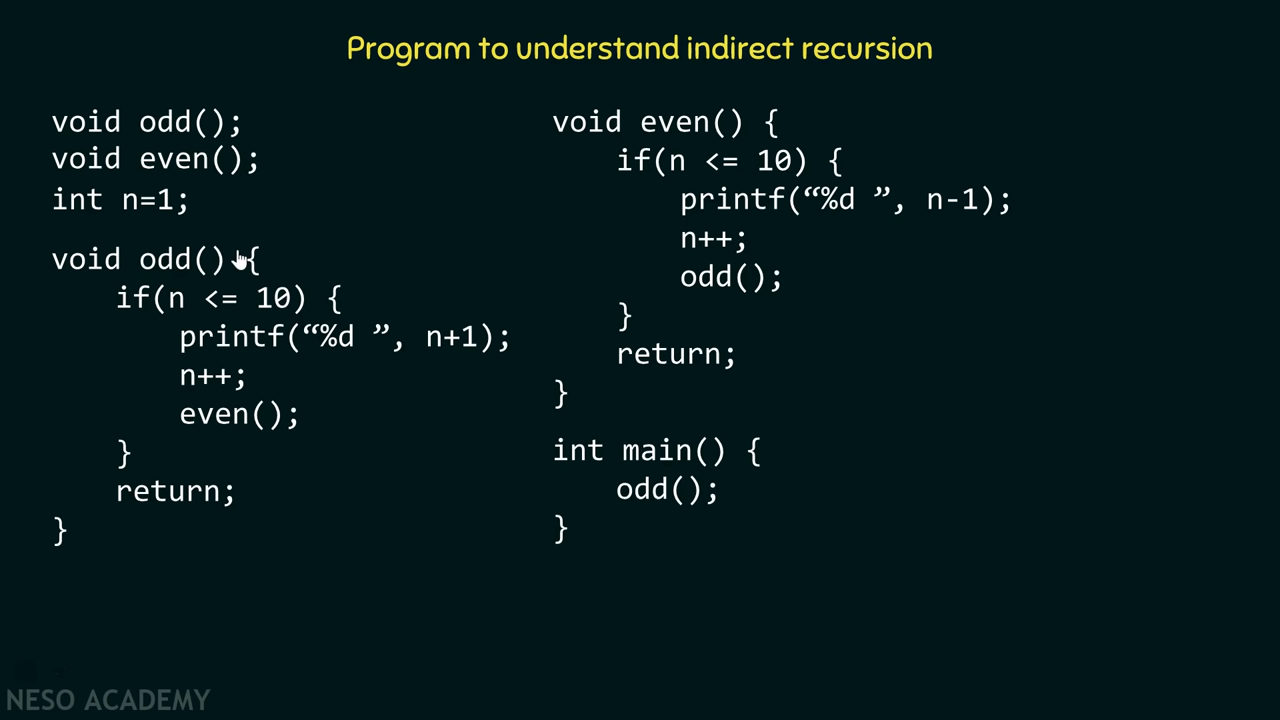 Program to understand indirect recursion
void odd();
void even();
int n=1;
void odd() {
if(n <= 10) {
printf(“%d ”, n+1);
n++;
even();
}
return;
}
void even() {
if(n <= 10) {
printf(“%d ”, n-1);
n++;
odd();
}
return;
}
int main() {
odd();
}
NESO ACADEMY